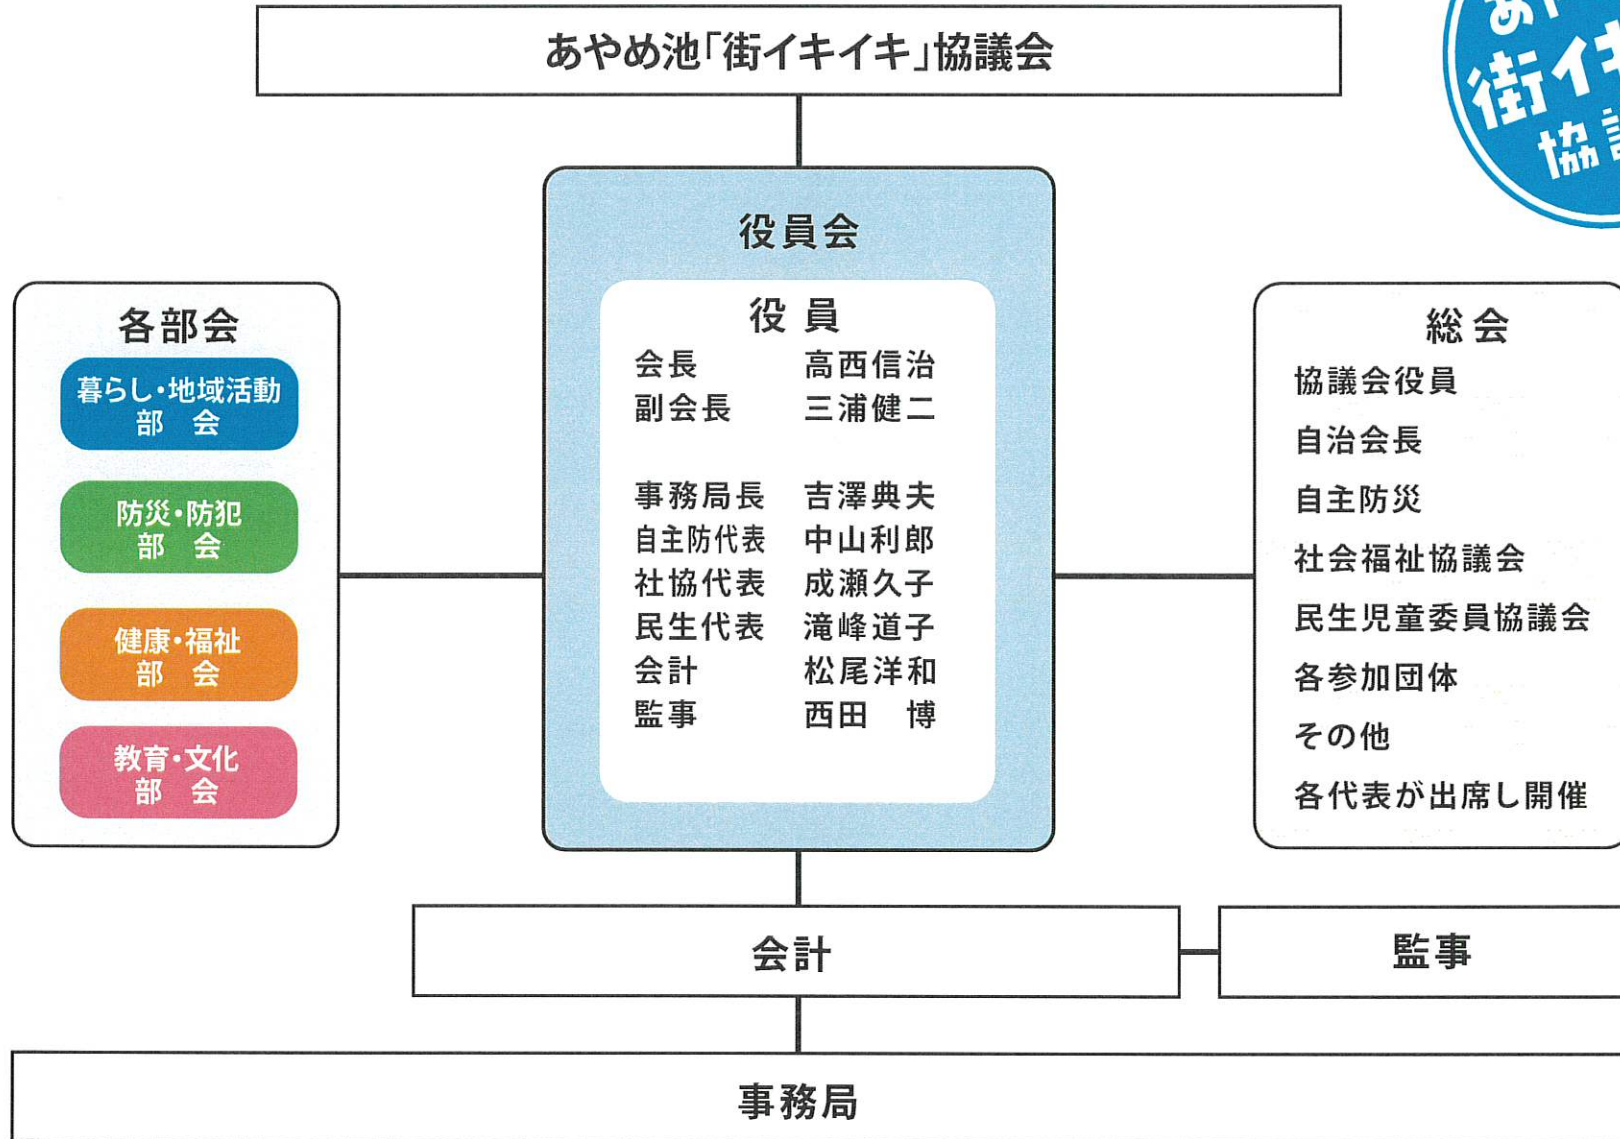 あやめ池「街イキイキ」協議会
街イキ
協
役員会
役 員
会長 高西信治
副会長 三浦健二
事務局長 吉澤典夫
自主防代表 中山利郎
社協代表 成瀬久子
民生代表 滝峰道子
会計 松尾洋和
監事 西田 博
各部会
暮らし・地域活動
部 会
防災・防犯
部 会
健康・福祉
部 会
教育・文化
部 会
総会
協議会役員
自治会長
自主防災
社会福祉協議会
民生児童委員協議会
各参加団体
その他
各代表が出席し開催
会計
監事
事務局